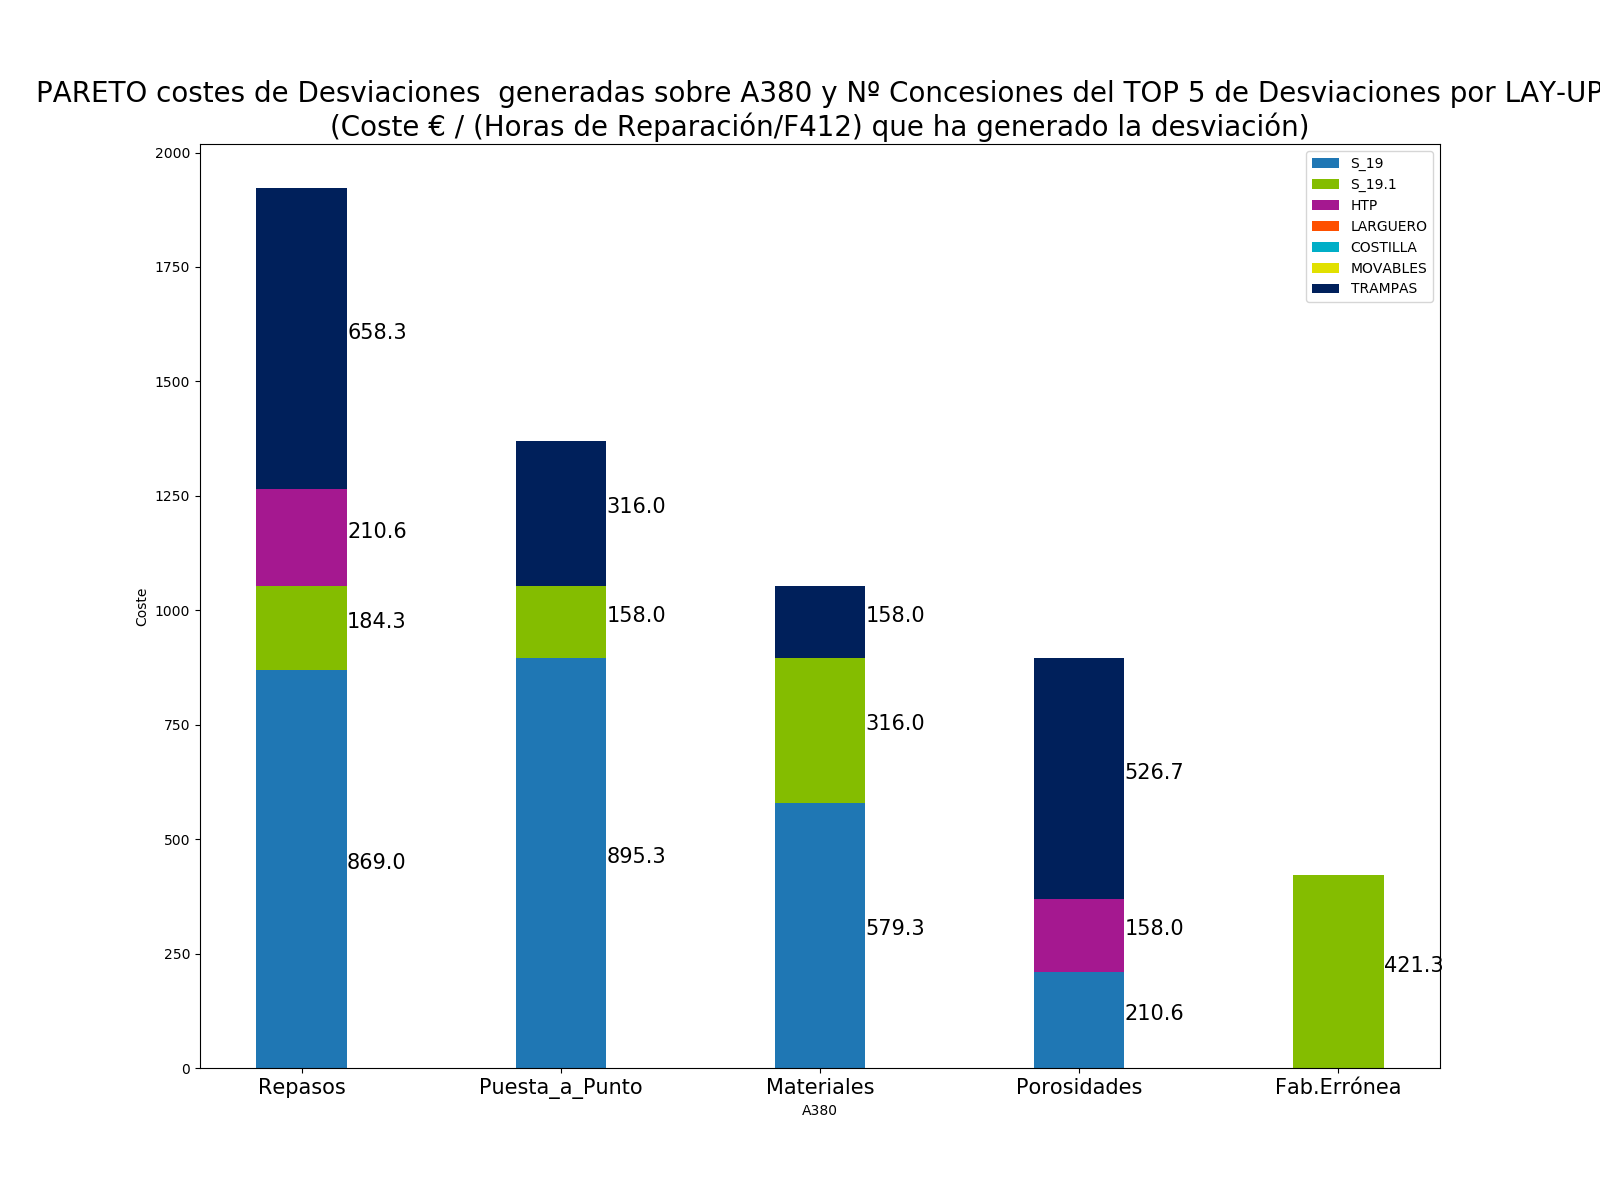 PARETO costes de Desviaciones  generadas sobre A380 y Nº Concesiones del TOP 5 de Desviaciones por LAY-UP
(Coste € / (Horas de Reparación/F412) que ha generado la desviación)
2000
1750
1500
1250
1000
750
500
250
0
Coste
S_19
S_19.1
HTP
LARGUERO
COSTILLA
MOVABLES
TRAMPAS
658.3
210.6
184.3
869.0
316.0
158.0
895.3
158.0
316.0
579.3
526.7
158.0
210.6
421.3
Repasos
Puesta_a_Punto
Materiales
Porosidades
Fab.Errónea
A380